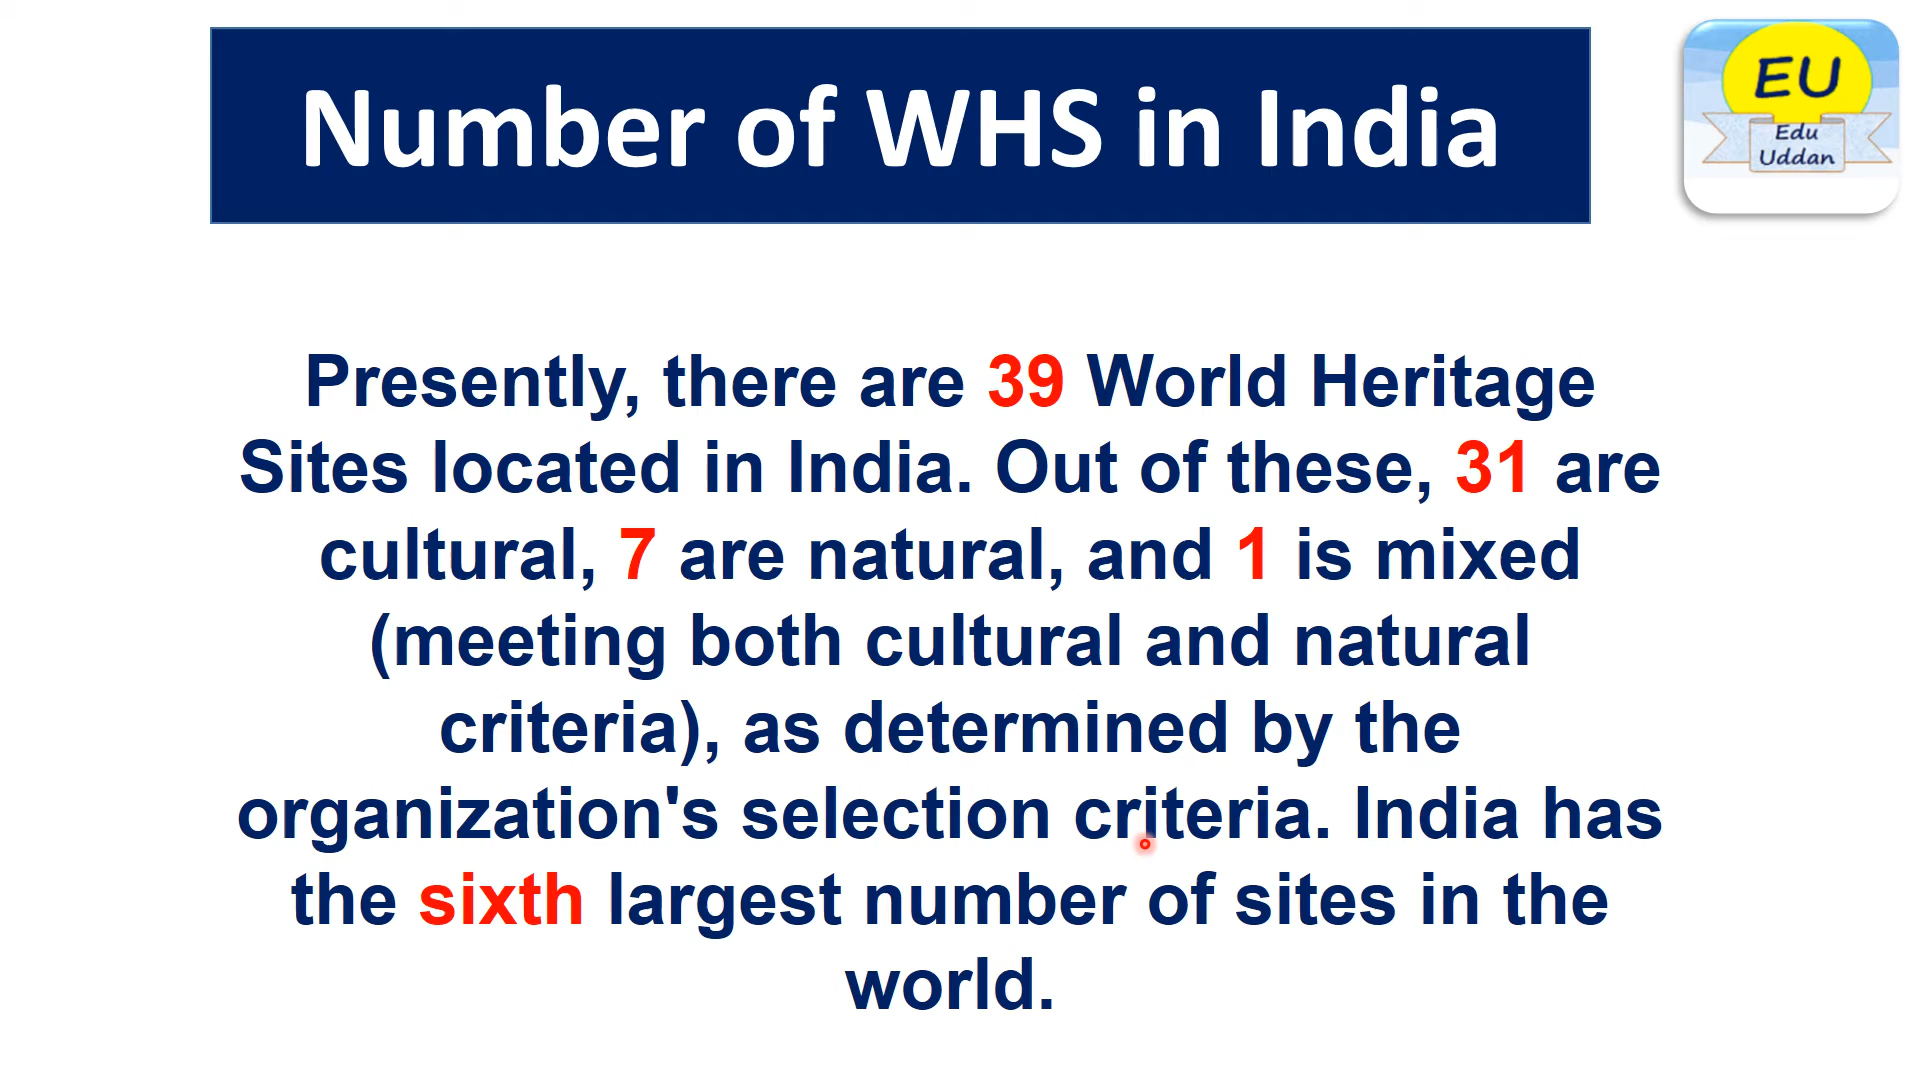 Number of WHS in India
EU
Edu
Uddan
Presently, there are 39 World Heritage
Sites located in India. Out of these, 31 are
cultural, 7 are natural, and 1 is mixed
(meeting both cultural and natural
criteria), as determined by the
organization's selection criteria. India has
the sixth largest number of sites in the
world.